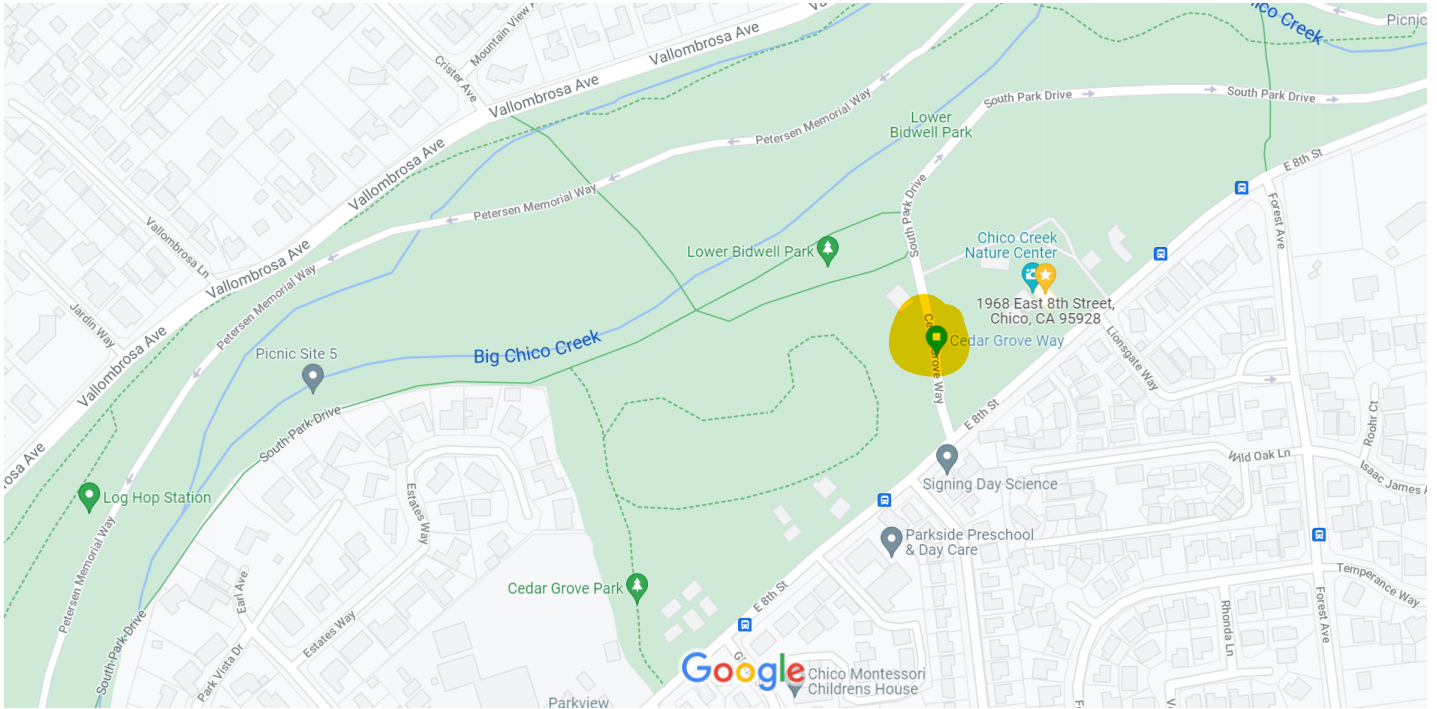 Mountain View A
Vallombrosa Ave
Va
ico Creek
Picnic
Crister Ave
Vallombrosa Ave
Petersen Memorial Way
South Park Drive
South Park Drive
Lower
Bidwell Park
E 8th St
Vallombrosa Ave
Petersen Memorial Way
South Park Drive
Forest Ave
Vallombrosa Ln
Vallombrosa Ave
Lower Bidwell Park
Chico Creek
Nature Center
1968 East 8th Street,
Chico, CA 95928
Jardin Way
Petersen Memorial Way
Cedar Grove Way
Cedar Grove Way
Lionsgate Way
Picnic Site 5
Big Chico Creek
Vallombrosa Ave
South Park Drive
E 8th St
Roohr Ct
rosa Ave
Wild Oak Ln
Isaac James A
Signing Day Science
Log Hop Station
Estates Way
Parkside Preschool
& Day Care
Petersen Memorial Way
Earl Ave
Cedar Grove Park
E 8th St
Temperance Way
Forest Ave
Rhonda Ln
Estates Way
South Park Drive
Park Vista Dr
Google
Chico Montessori
Childrens House
Parkview